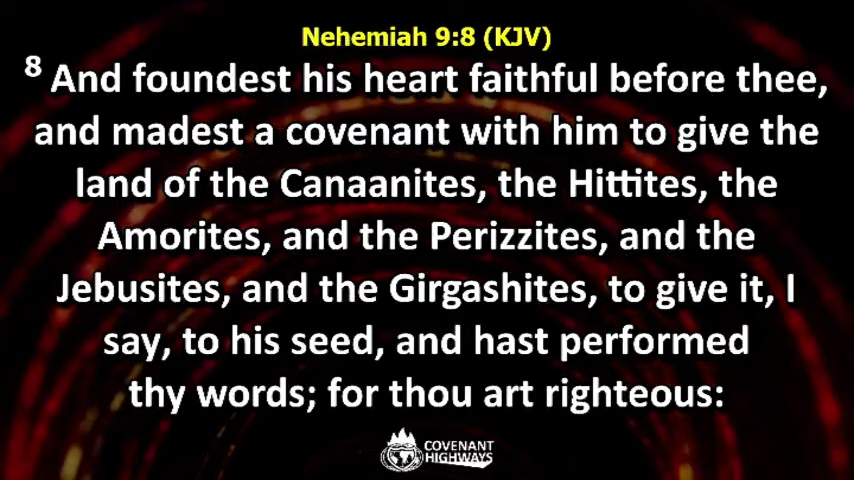 Nehemiah 9:8 (KJV)
8 And foundest his heart faithful before thee,
and madest a covenant with him to give the
land of the Canaanites, the Hittites, the
Amorites, and the Perizzites, and the
Jebusites, and the Girgashites, to give it, I
say, to his seed, and hast performed
thy words; for thou art righteous:
COVENANT
HIGHWAYS